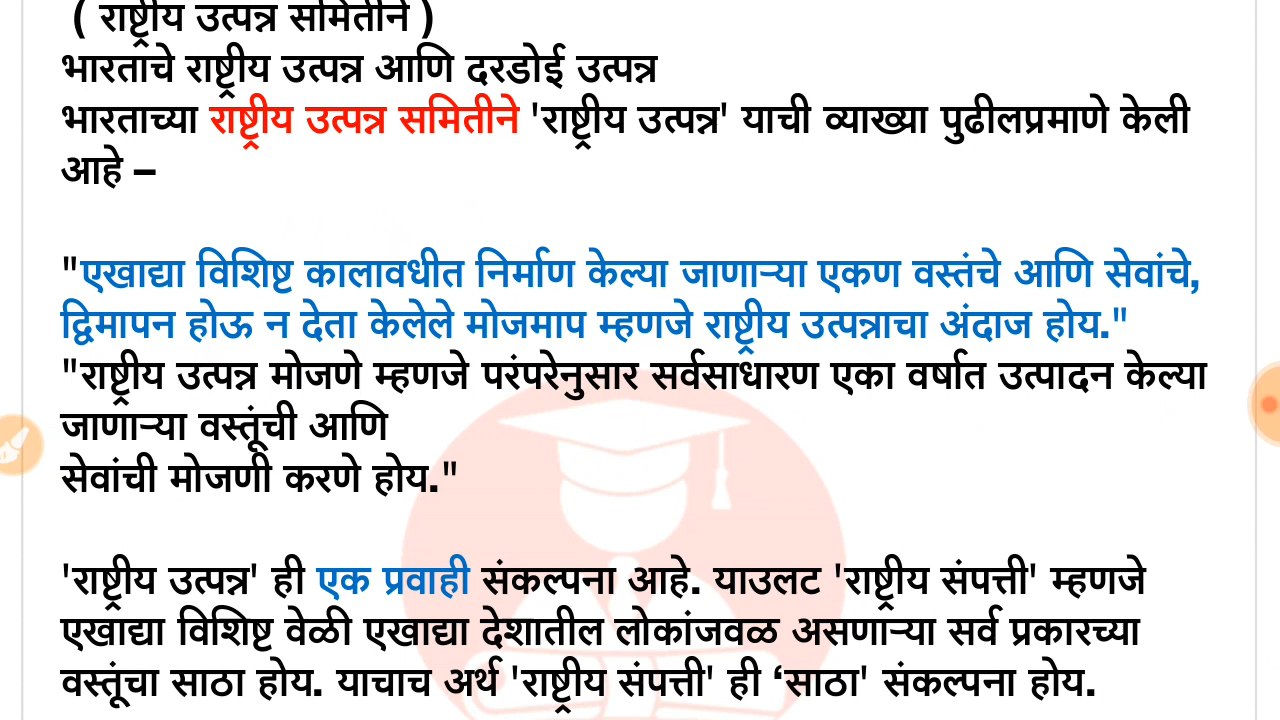 ( राष्ट्रीय उत्पन्न समितीने )
भारताचे राष्ट्रीय उत्पन्न आणि दरडोई उत्पन्न
भारताच्या राष्ट्रीय उत्पन्न समितीने 'राष्ट्रीय उत्पन्न' याची व्याख्या पुढीलप्रमाणे केली
आहे –
"एखाद्या विशिष्ट कालावधीत निर्माण केल्या जाणाऱ्या एकण वस्तंचे आणि सेवांचे,
द्विमापन होऊ न देता केलेले मोजमाप म्हणजे राष्ट्रीय उत्पन्नाचा अंदाज होय."
"राष्ट्रीय उत्पन्न मोजणे म्हणजे परंपरेनुसार सर्वसाधारण एका वर्षात उत्पादन केल्या
जाणाऱ्या वस्तूंची आणि
सेवांची मोजणी करणे होय."
'राष्ट्रीय उत्पन्न' ही एक प्रवाही संकल्पना आहे. याउलट 'राष्ट्रीय संपत्ती' म्हणजे
एखाद्या विशिष्ट वेळी एखाद्या देशातील लोकांजवळ असणाऱ्या सर्व प्रकारच्या
वस्तूंचा साठा होय. याचाच अर्थ 'राष्ट्रीय संपत्ती' ही ‘साठा' संकल्पना होय.